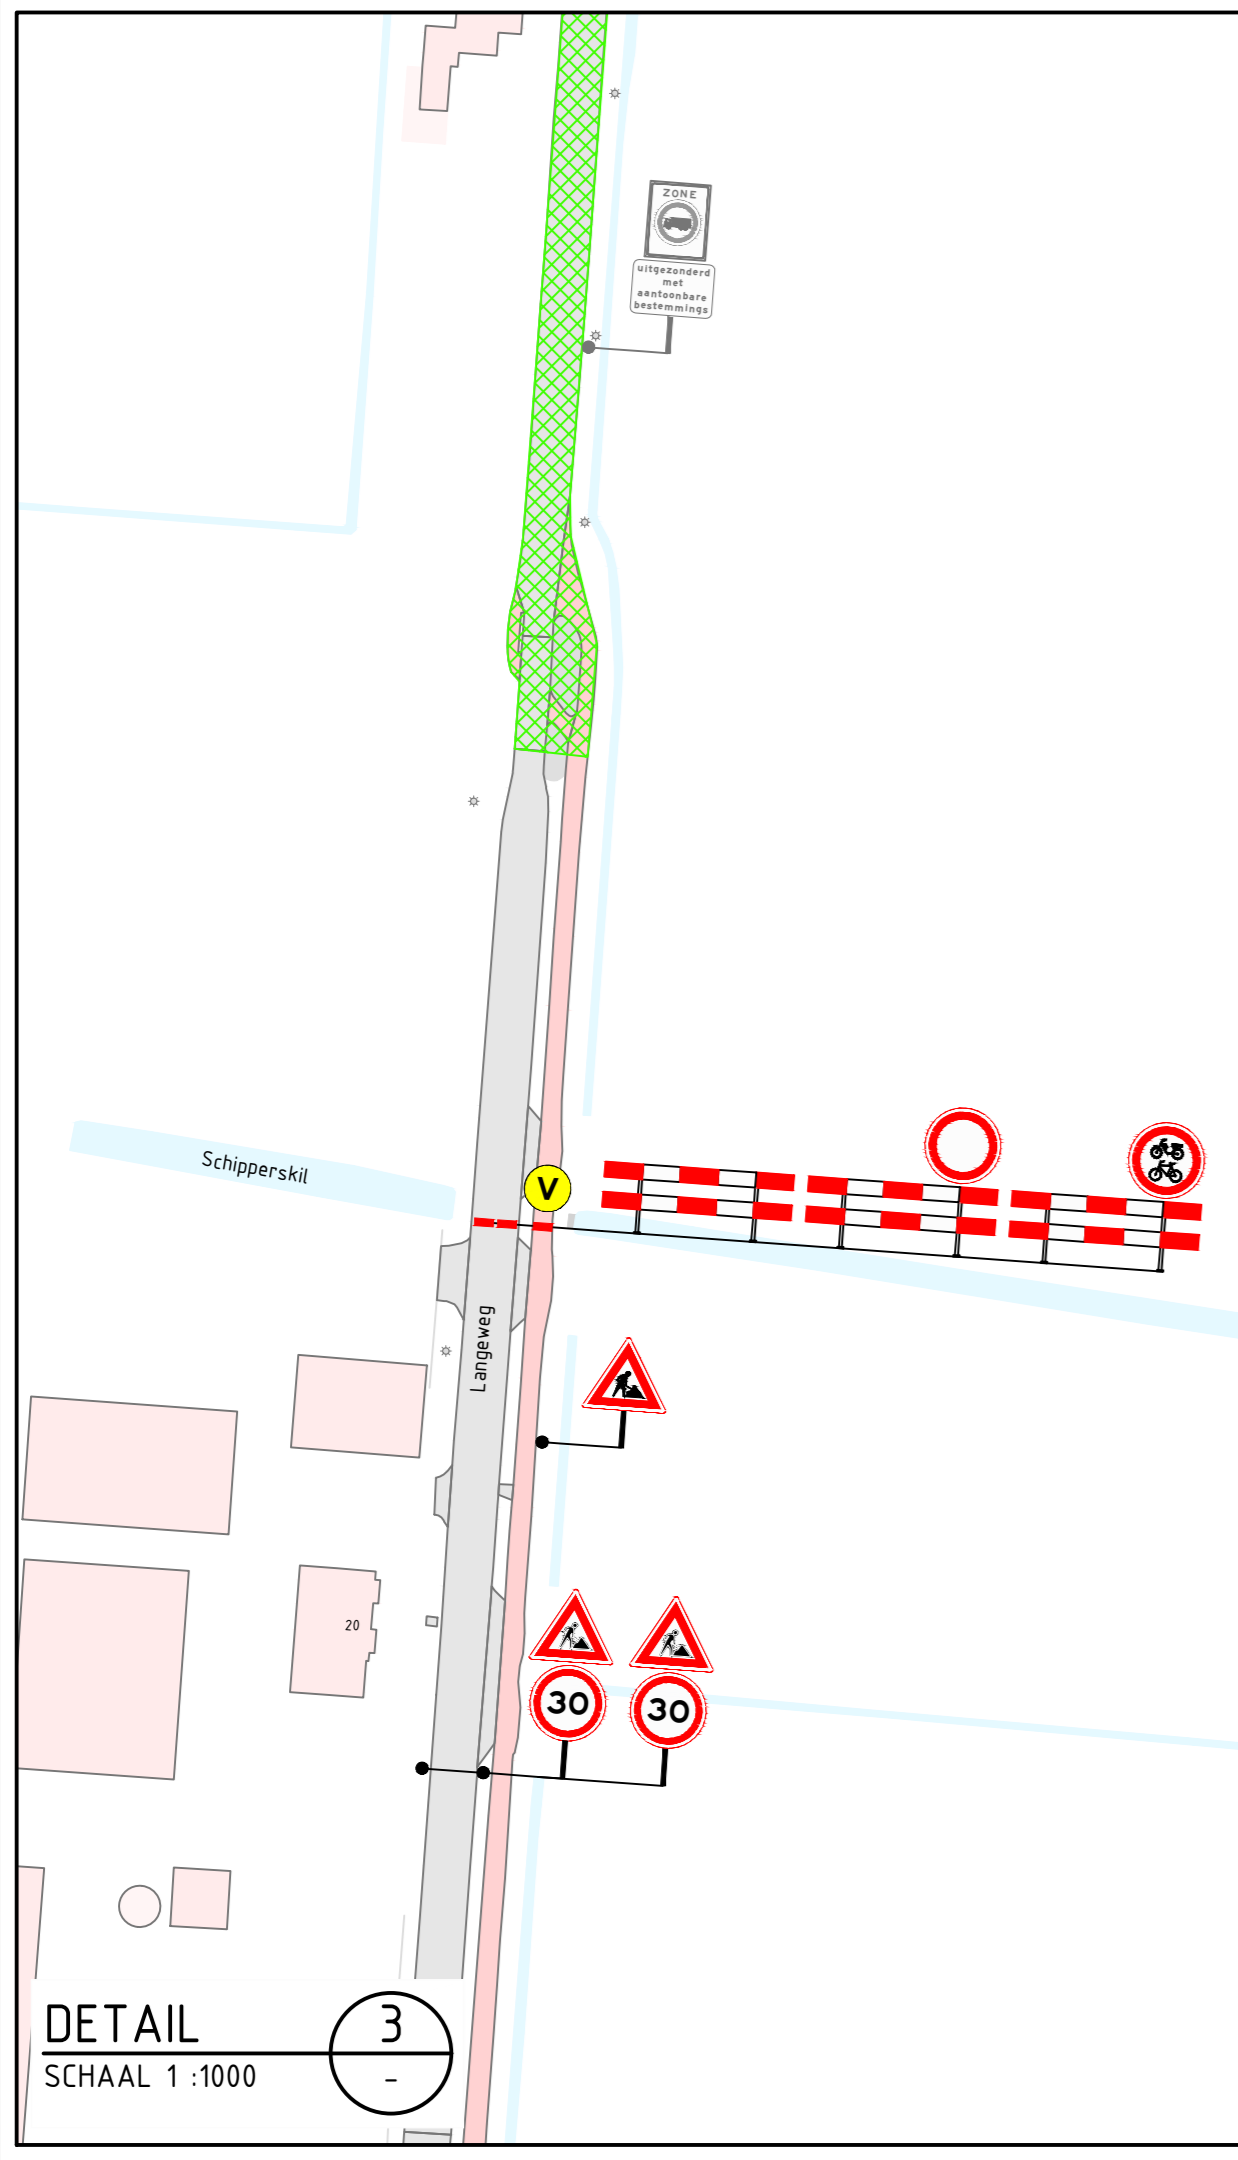 ZONE
uitgezonderd
met
aantoonbare
bestemmings
Schipperskil
V
Langeweg
20
30
30
DETAIL
3
SCHAAL 1 :1000
-